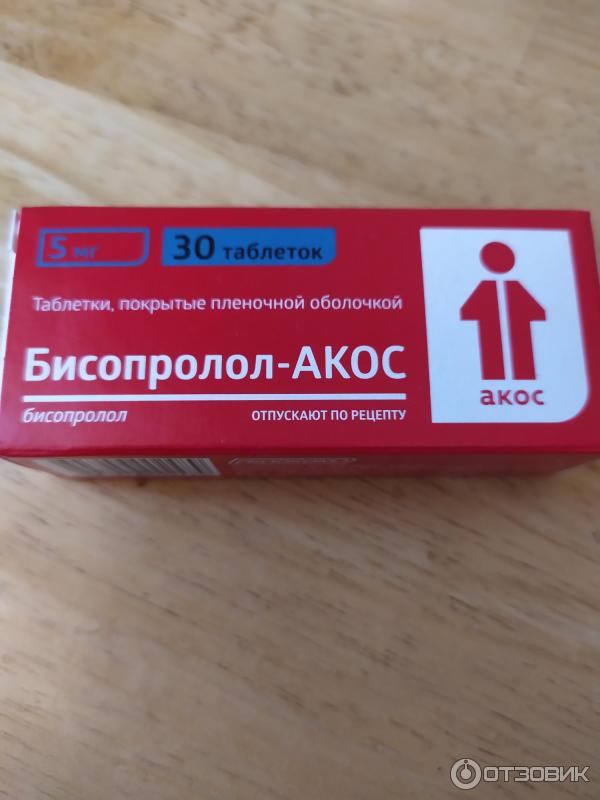 5 мг
30 таблеток
Таблетки, покрытые пленочной оболочкой
Бисопролол-АКОС
бисопролол
ОТПУСКАЮТ ПО РЕЦЕПТУ
акос
ОТЗОВИК